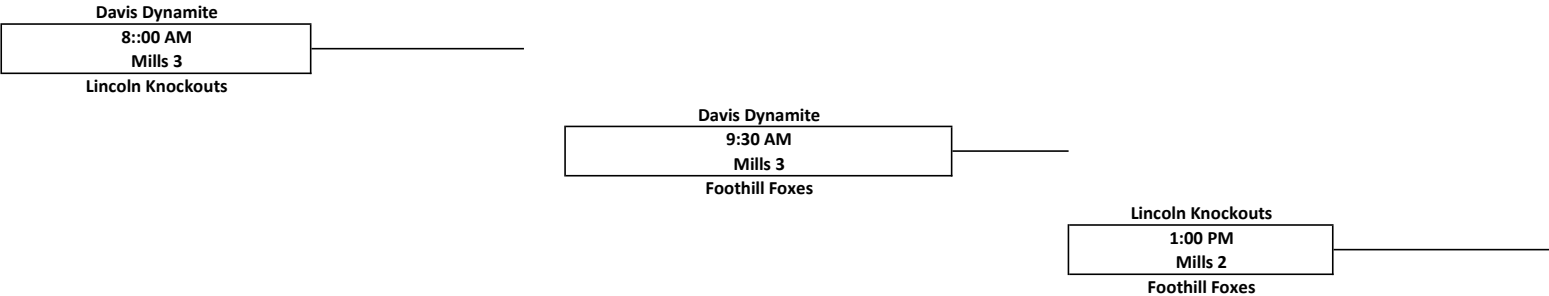 Davis Dynamite
8::00 AM
Mills 3
Lincoln Knockouts
Davis Dynamite
9:30 AM
Mills 3
Foothill Foxes
Lincoln Knockouts
1:00 PM
Mills 2
Foothill Foxes